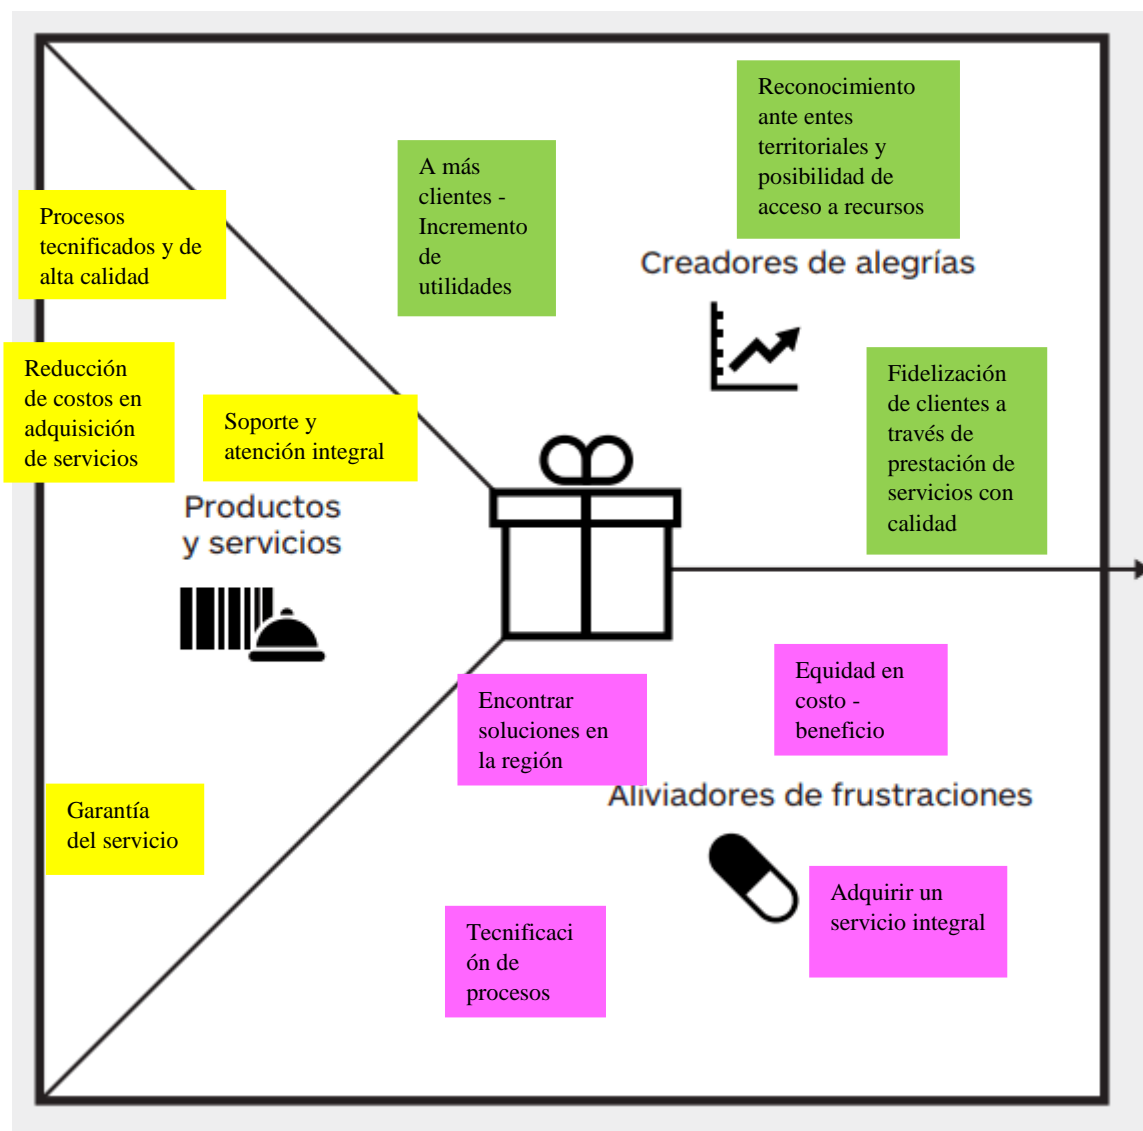 Reconocimiento
ante entes
territoriales y
posibilidad de
acceso a recursos
A más
clientes -
Incremento
de
utilidades
Procesos
tecnificados y de
alta calidad
Creadores de alegrías
Reducción
de costos en
adquisición
de servicios
Soporte y
atención integral
Fidelización
de clientes a
través de
prestación de
servicios con
calidad
Productos
y servicios
Equidad en
costo -
beneficio
Encontrar
soluciones en
la región
Aliviadores de frustraciones
Garantía
del servicio
Adquirir un
servicio integral
Tecnificaci
ón de
procesos